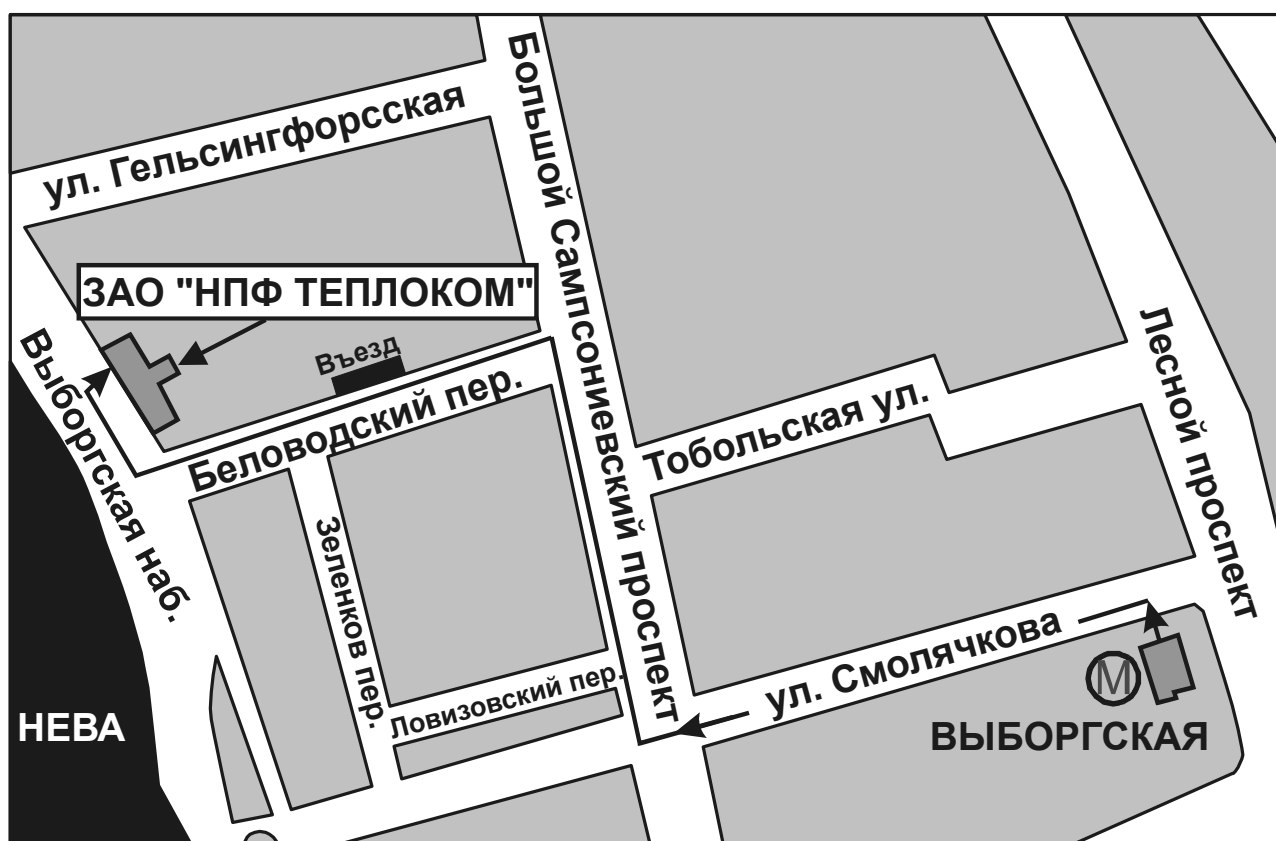 Большой Сампсониевский проспект
ул. Гельсингфорсская
ЗАО "НПФ ТЕПЛОКОМ"
Въезд
Беловодский пер.
Выборгская наб.
Лесной проспект
Тобольская ул.
Зеленков пер.
ул. Смолячкова
Ловизовский пер.
М
НЕВА
ВЫБОРГСКАЯ